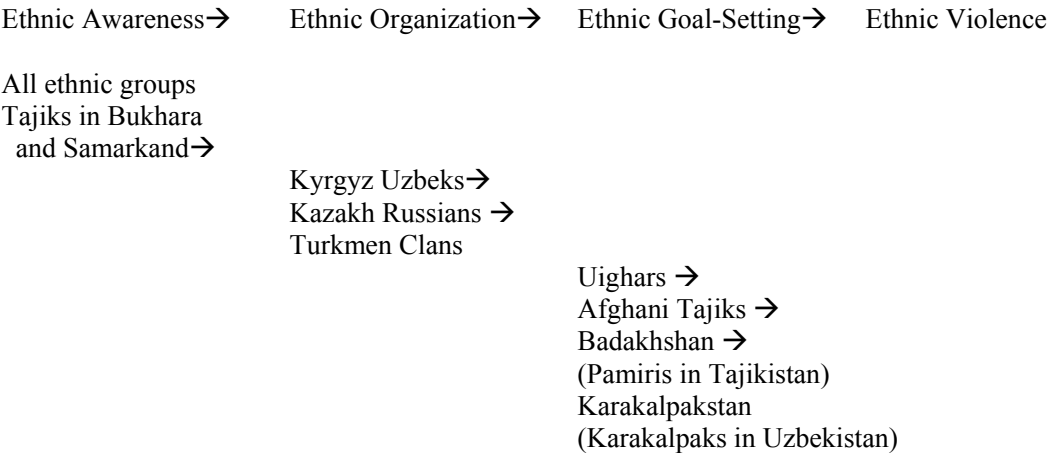 Ethnic Awareness→ Ethnic Organization→ Ethnic Goal-Setting→ Ethnic Violence
All ethnic groups
Tajiks in Bukhara
and Samarkand→
Kyrgyz Uzbeks→
Kazakh Russians →
Turkmen Clans
Uighars →
Afghani Tajiks →
Badakhshan →
(Pamiris in Tajikistan)
Karakalpakstan
(Karakalpaks in Uzbekistan)